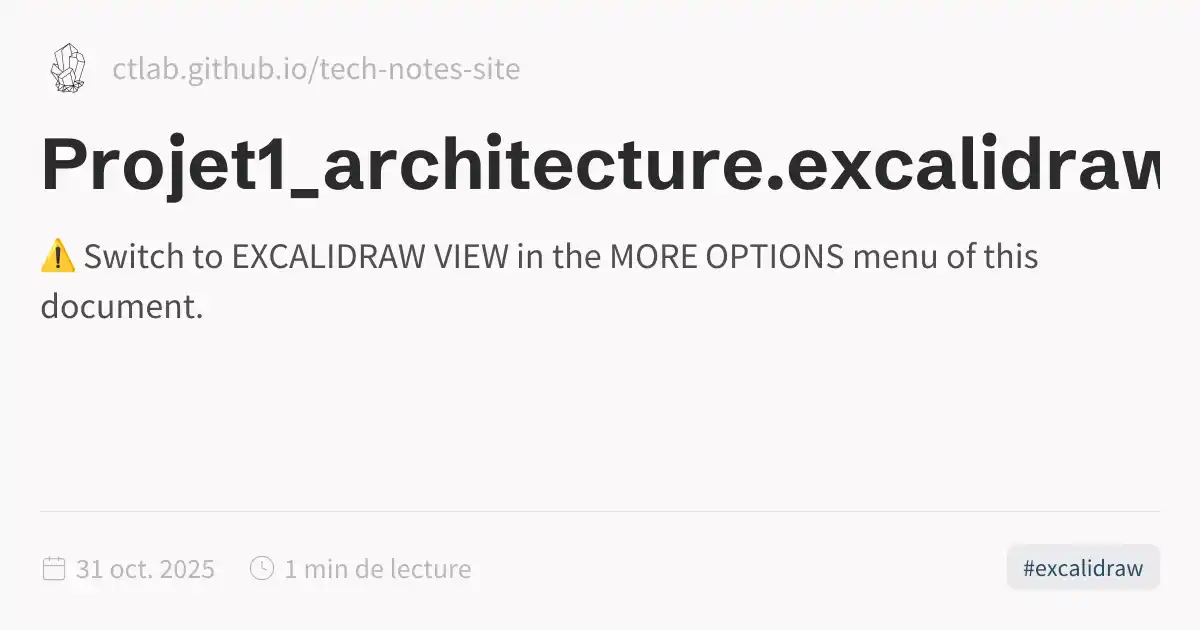 ctlab.github.io/tech-notes-site
Projet1_architecture.excalidraw
⚠️ Switch to EXCALIDRAW VIEW in the MORE OPTIONS menu of this
document.
31 oct. 2025
1 min de lecture
#excalidraw